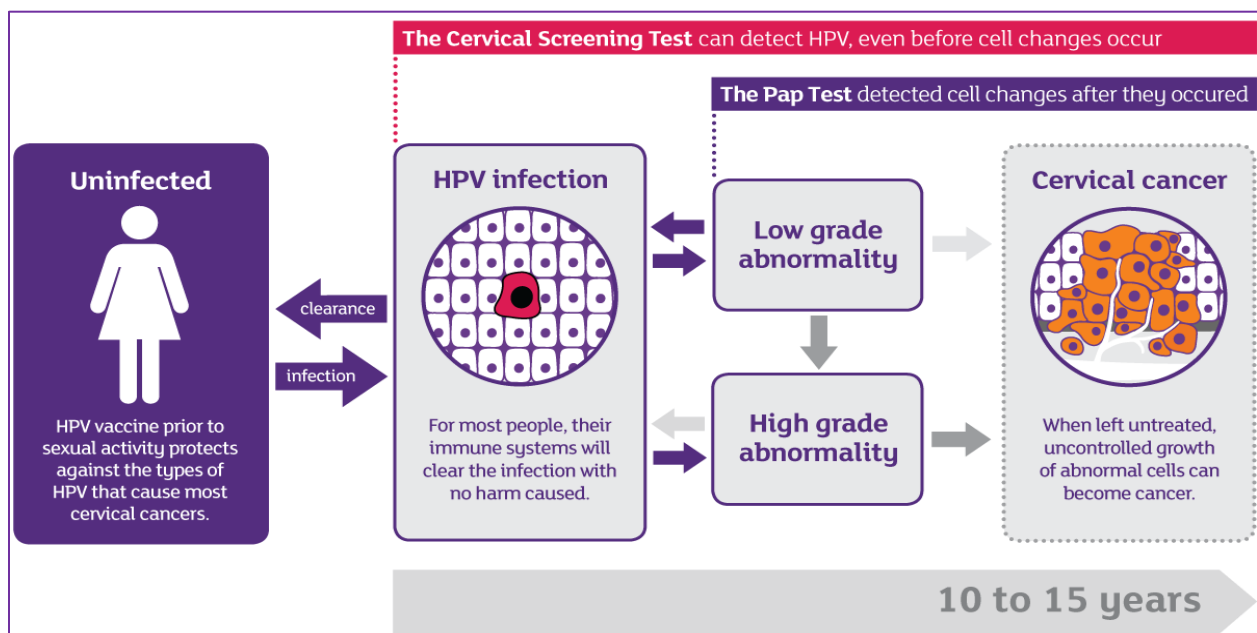 The Cervical Screening Test can detect HPV, even before cell changes occur
The Pap Test detected cell changes after they occured
Uninfected
HPV vaccine prior to
sexual activity protects
against the types of
HPV that cause most
cervical cancers.
clearance
infection
HPV infection
For most people, their
immune systems will
clear the infection with
no harm caused.
Low grade
abnormality
High grade
abnormality
Cervical cancer
When left untreated,
uncontrolled growth
of abnormal cells can
become cancer.
10 to 15 years